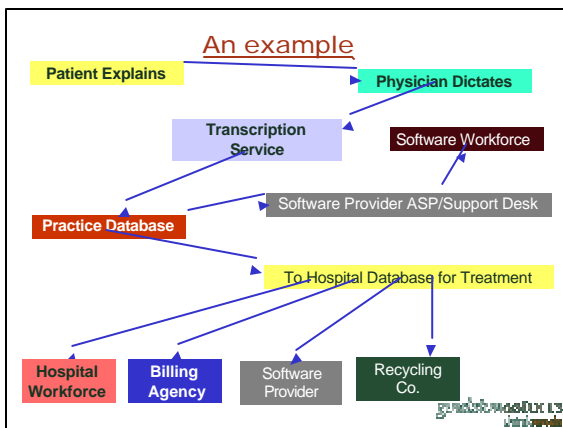 An example
Patient Explains
Physician Dictates
Transcription
Service
Software Workforce
Software Provider ASP/Support Desk
Practice Database
To Hospital Database for Treatment
Hospital
Workforce
Billing
Agency
Software
Provider
Recycling
Co.